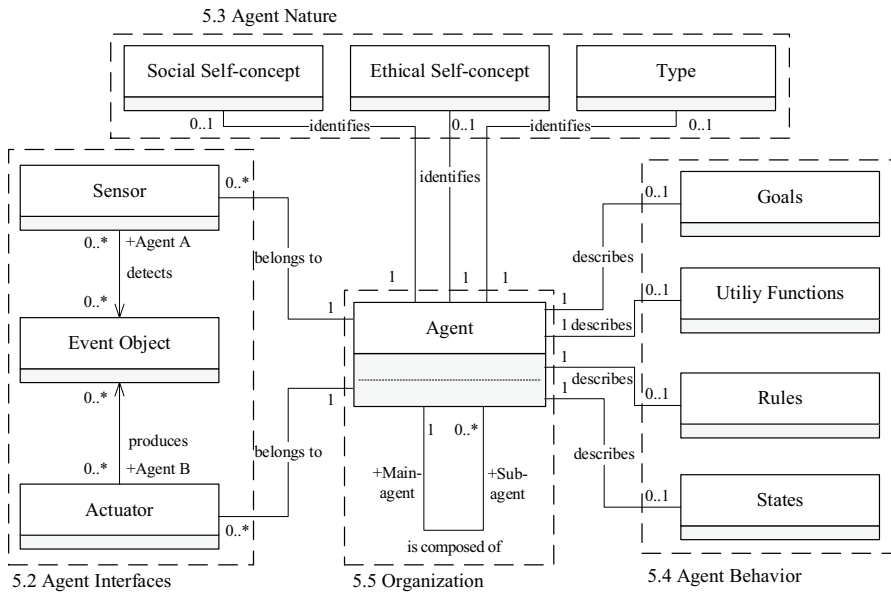 5.3 Agent Nature
Social Self-concept
Ethical Self-concept
Type
0..1
identifies
0..1
identifies
0..1
identifies
Sensor
0..*
0..*
+Agent A
detects
0..*
Event Object
0..*
produces
0..*
+Agent B
Actuator
0..*
5.2 Agent Interfaces
belongs to
1
belongs to
1
1
1
1
Agent
1
0..*
+Main-
agent
+Sub-
agent
is composed of
5.5 Organization
1
describes
0..1
Goals
1
describes
0..1
Utiliy Functions
1
describes
0..1
Rules
1
describes
0..1
States
5.4 Agent Behavior